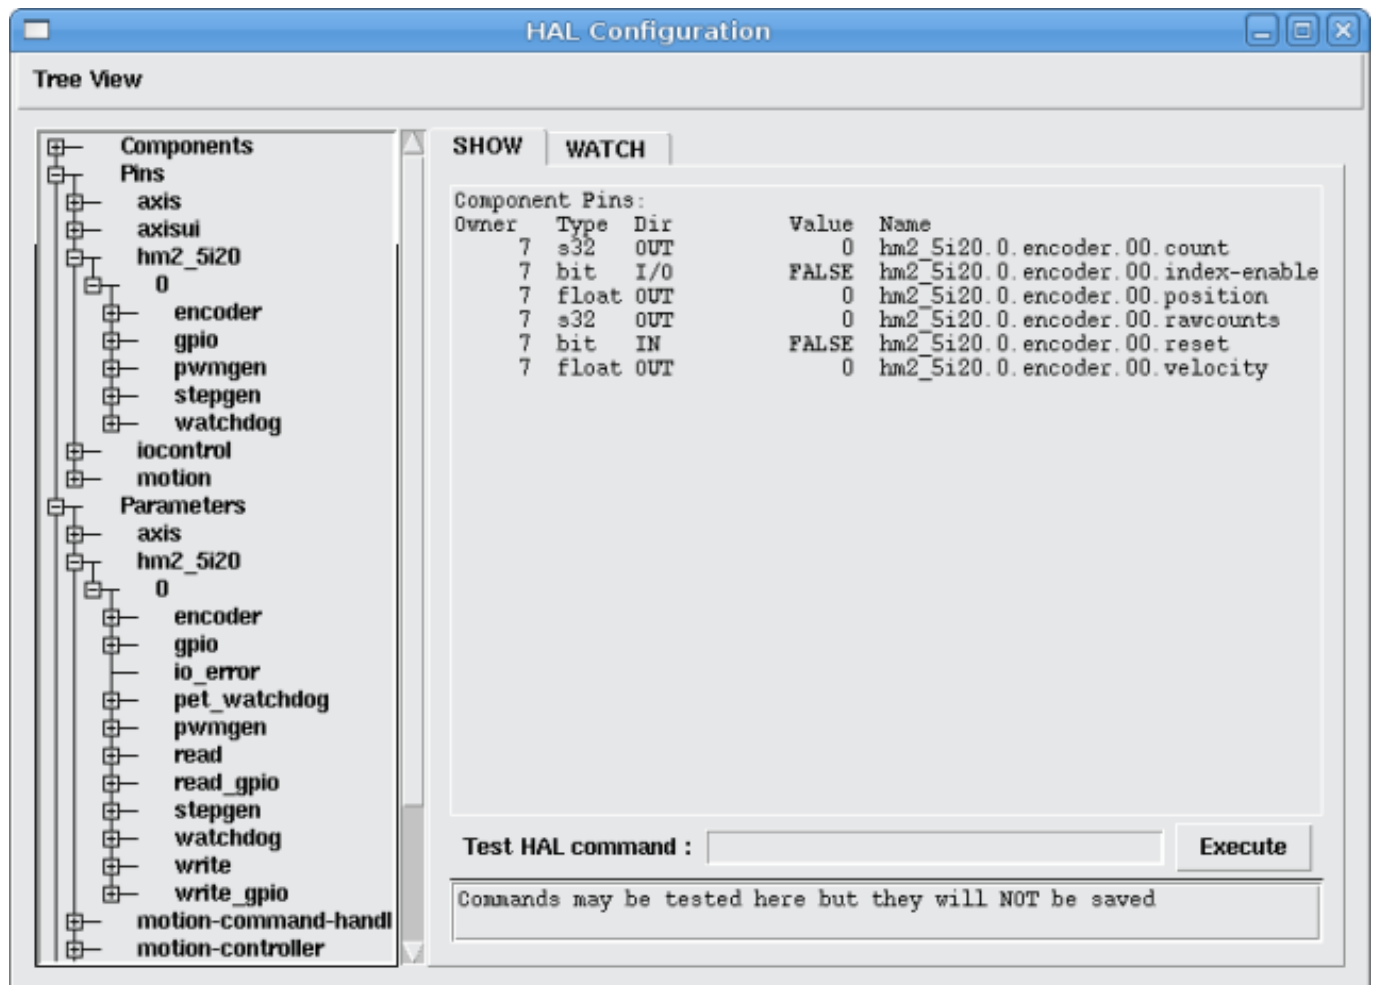 HAL Configuration
Tree View
Components
Pins
axis
axisui
hm2_5i20
0
encoder
gpio
pwmgen
stepgen
watchdog
iocontrol
motion
Parameters
axis
hm2_5i20
0
encoder
gpio
io_error
pet_watchdog
pwmgen
read
read_gpio
stepgen
watchdog
write
write_gpio
motion-command-handl
motion-controller
SHOW WATCH
Component Pins:
Owner Type Dir Value Name
7 s32 OUT 0 hm2_5i20.0.encoder.00.count
7 bit I/O FALSE hm2_5i20.0.encoder.00.index-enable
7 float OUT 0 hm2_5i20.0.encoder.00.position
7 s32 OUT 0 hm2_5i20.0.encoder.00.rawcounts
7 bit IN FALSE hm2_5i20.0.encoder.00.reset
7 float OUT 0 hm2_5i20.0.encoder.00.velocity
Test HAL command : Execute
Commands may be tested here but they will NOT be saved